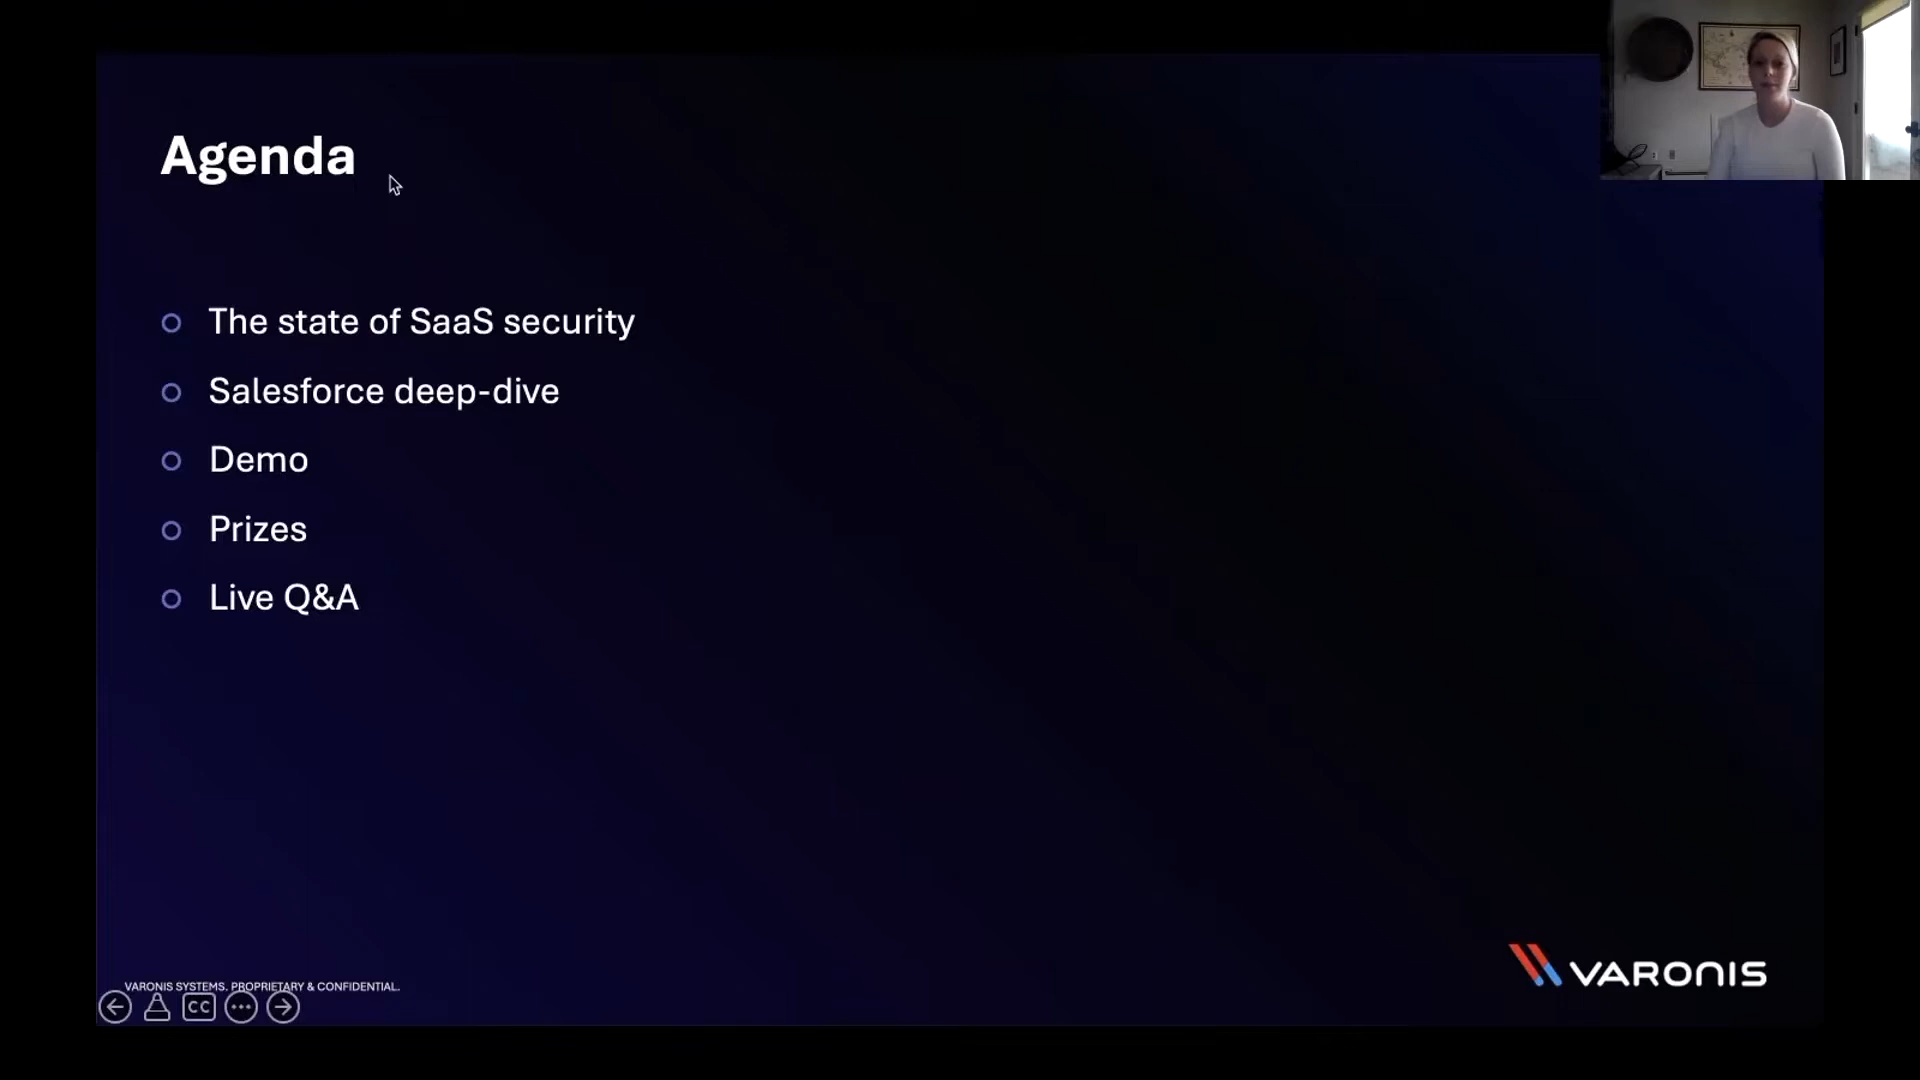 Agenda
The state of SaaS security
Salesforce deep-dive
Demo
Prizes
Live Q&A
VARONIS SYSTEMS. PROPRIETARY & CONFIDENTIAL.
CC
VARONIS